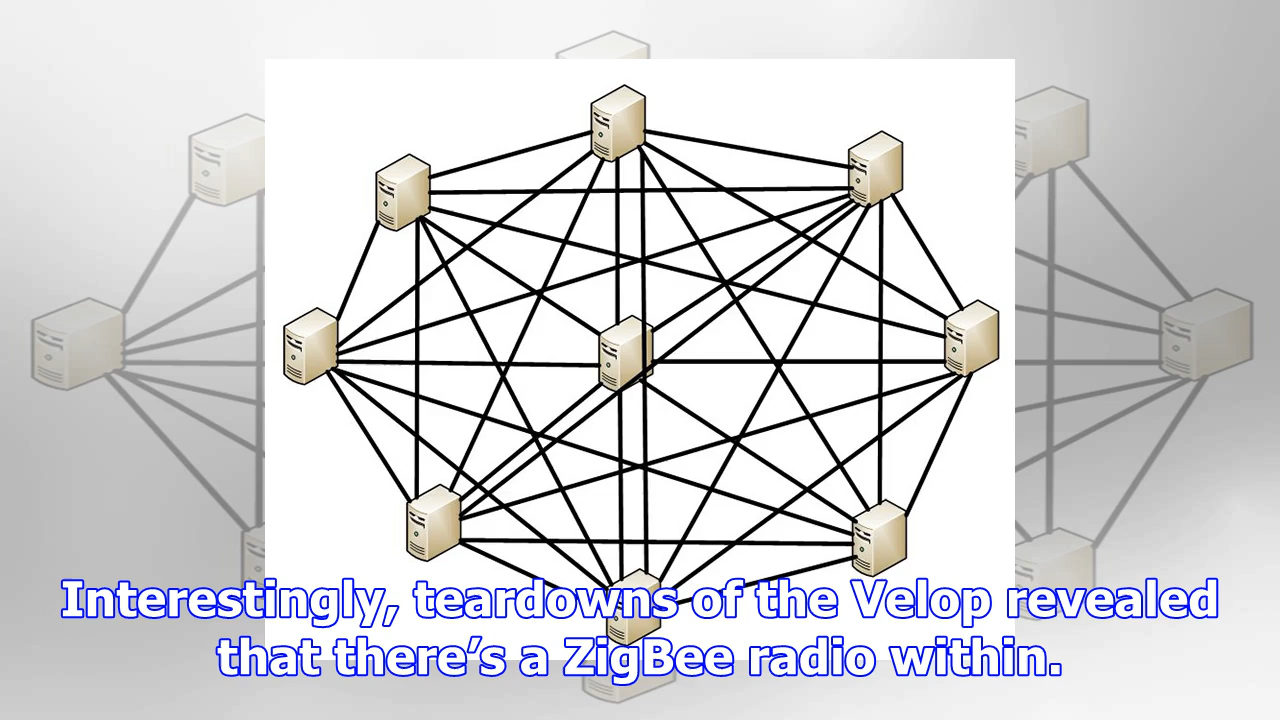 Interestingly, teardowns of the Velop revealed
that there’s a ZigBee radio within.